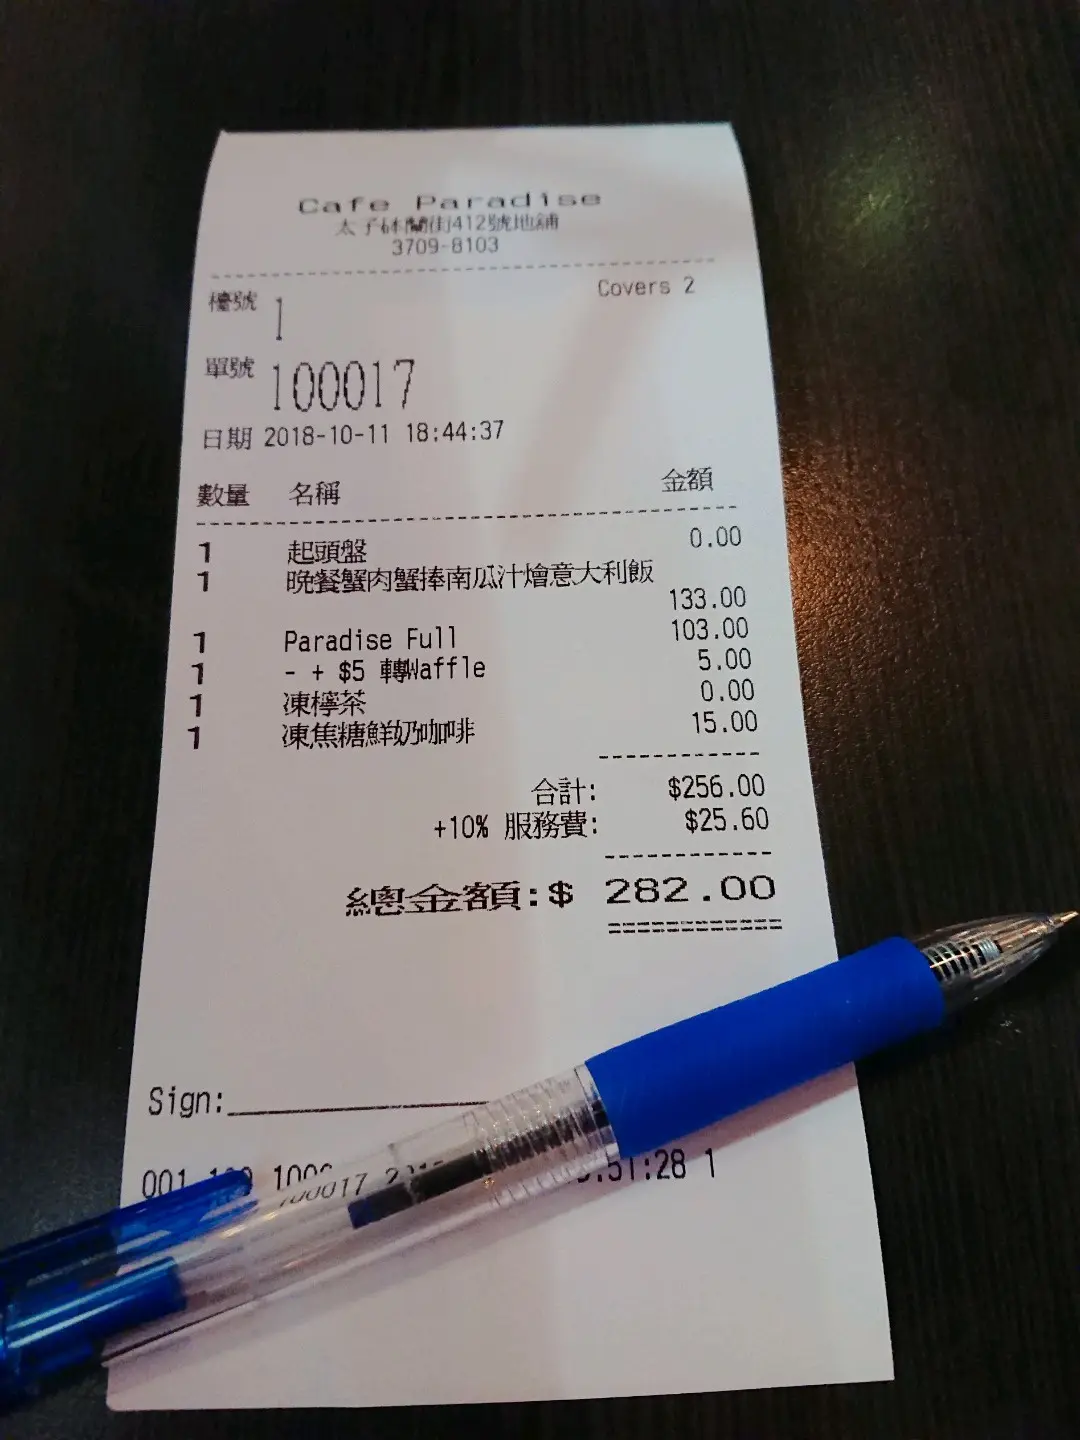 Cafe Paradise
太子砵蘭街412號地舖
3709-8103
檯號 1 Covers 2
單號 100017
日期 2018-10-11 18:44:37
數量 名稱 金額
1 起頭盤 0.00
1 晚餐蟹肉蟹捧南瓜汁燴意大利飯
133.00
1 Paradise Full 103.00
1 - + $5 轉Waffle 5.00
1 凍檸茶 0.00
1 凍焦糖鮮奶咖啡 15.00
合計: $256.00
+10% 服務費: $25.60
總金額:$ 282.00
Sign:
001 100017 :51:28 1